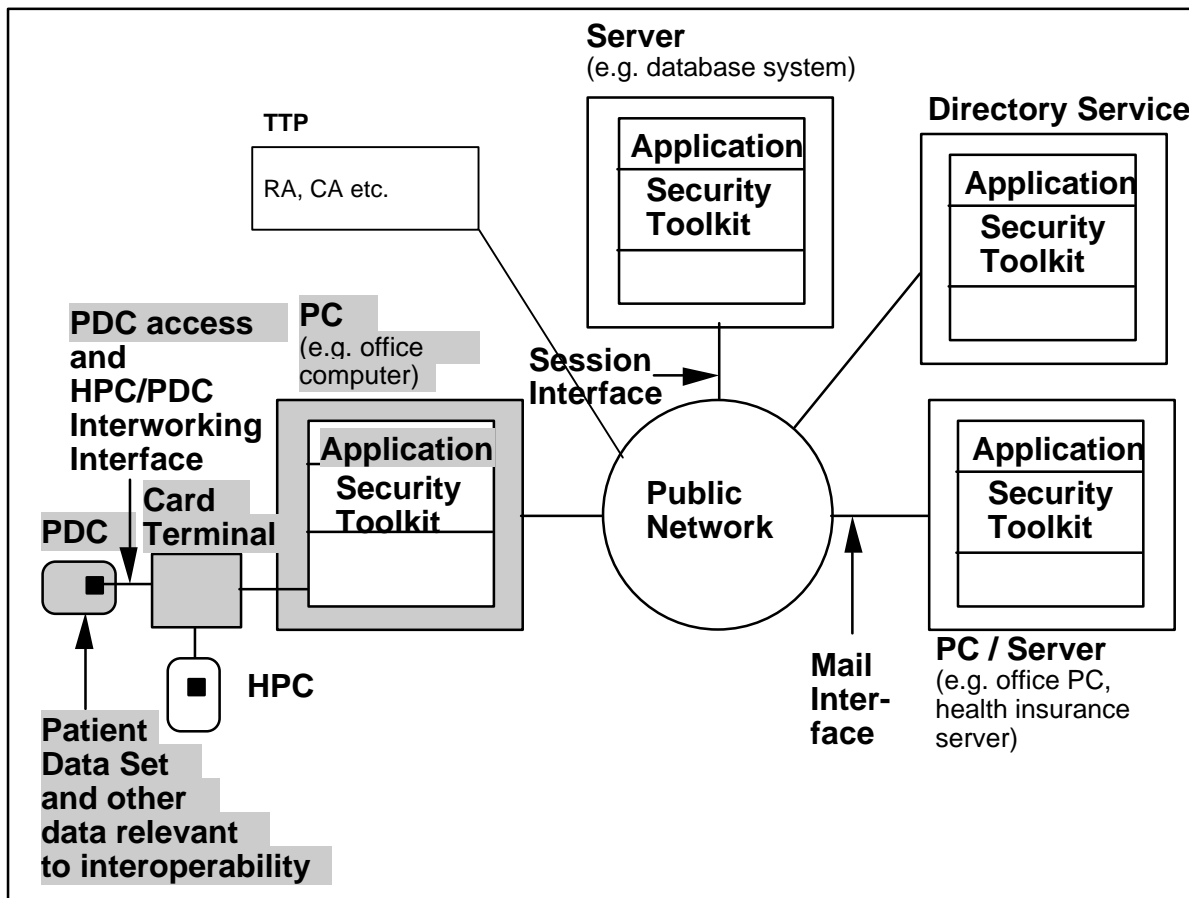 Server
(e.g. database system)
Application
Security
Toolkit
Directory Service
Application
Security
Toolkit
TTP
RA, CA etc.
PDC access
and
HPC/PDC
Interworking
Interface
PC
(e.g. office
computer)
Application
Security
Toolkit
Session
Interface
Public
Network
Application
Security
Toolkit
PC / Server
(e.g. office PC,
health insurance
server)
Mail
Inter-
face
Card
Terminal
PDC
HPC
Patient
Data Set
and other
data relevant
to interoperability